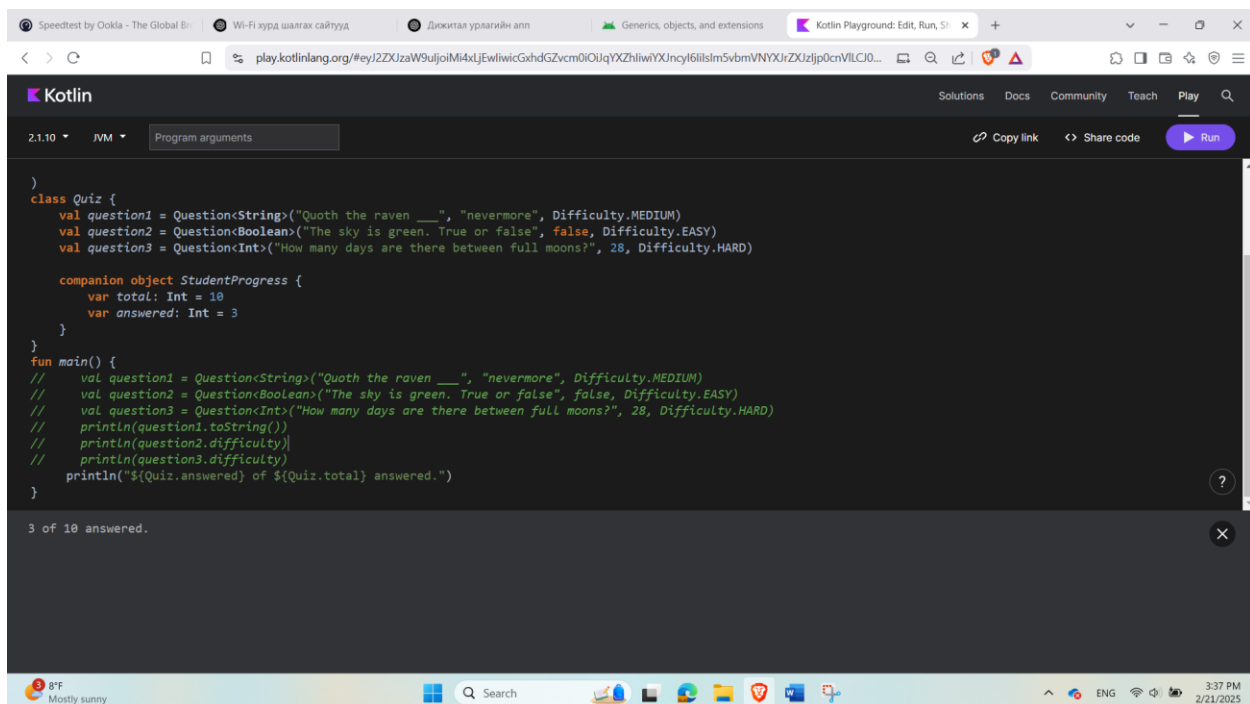 Speedtest by Ookla - The Global Br
Wi-Fi хурд шалгах сайтууд
Дижитал урлагийн апп
Generics, objects, and extensions
Kotlin Playground: Edit, Run, Sh
play.kotlinlang.org/#eyJ2ZXJzaW9uIjoiMi4xLjEwIiwicGxhdGZvcm0iOiJqYXZhIiwiYXJncyI6IiIsIm5vbmVNYXJrZXJzIjp0cnVlLCJ0...
Kotlin
Solutions Docs Community Teach Play
2.1.10 JVM Program arguments Copy link Share code Run
)
class Quiz {
    val question1 = Question<String>("Quoth the raven ___", "nevermore", Difficulty.MEDIUM)
    val question2 = Question<Boolean>("The sky is green. True or false", false, Difficulty.EASY)
    val question3 = Question<Int>("How many days are there between full moons?", 28, Difficulty.HARD)
    companion object StudentProgress {
        var total: Int = 10
        var answered: Int = 3
    }
}
fun main() {
//     val question1 = Question<String>("Quoth the raven ___", "nevermore", Difficulty.MEDIUM)
//     val question2 = Question<Boolean>("The sky is green. True or false", false, Difficulty.EASY)
//     val question3 = Question<Int>("How many days are there between full moons?", 28, Difficulty.HARD)
//     println(question1.toString())
//     println(question2.difficulty)
//     println(question3.difficulty)
     println("${Quiz.answered} of ${Quiz.total} answered.")
}
?
3 of 10 answered.
3
8°F
Mostly sunny
Search
ENG
3:37 PM
2/21/2025